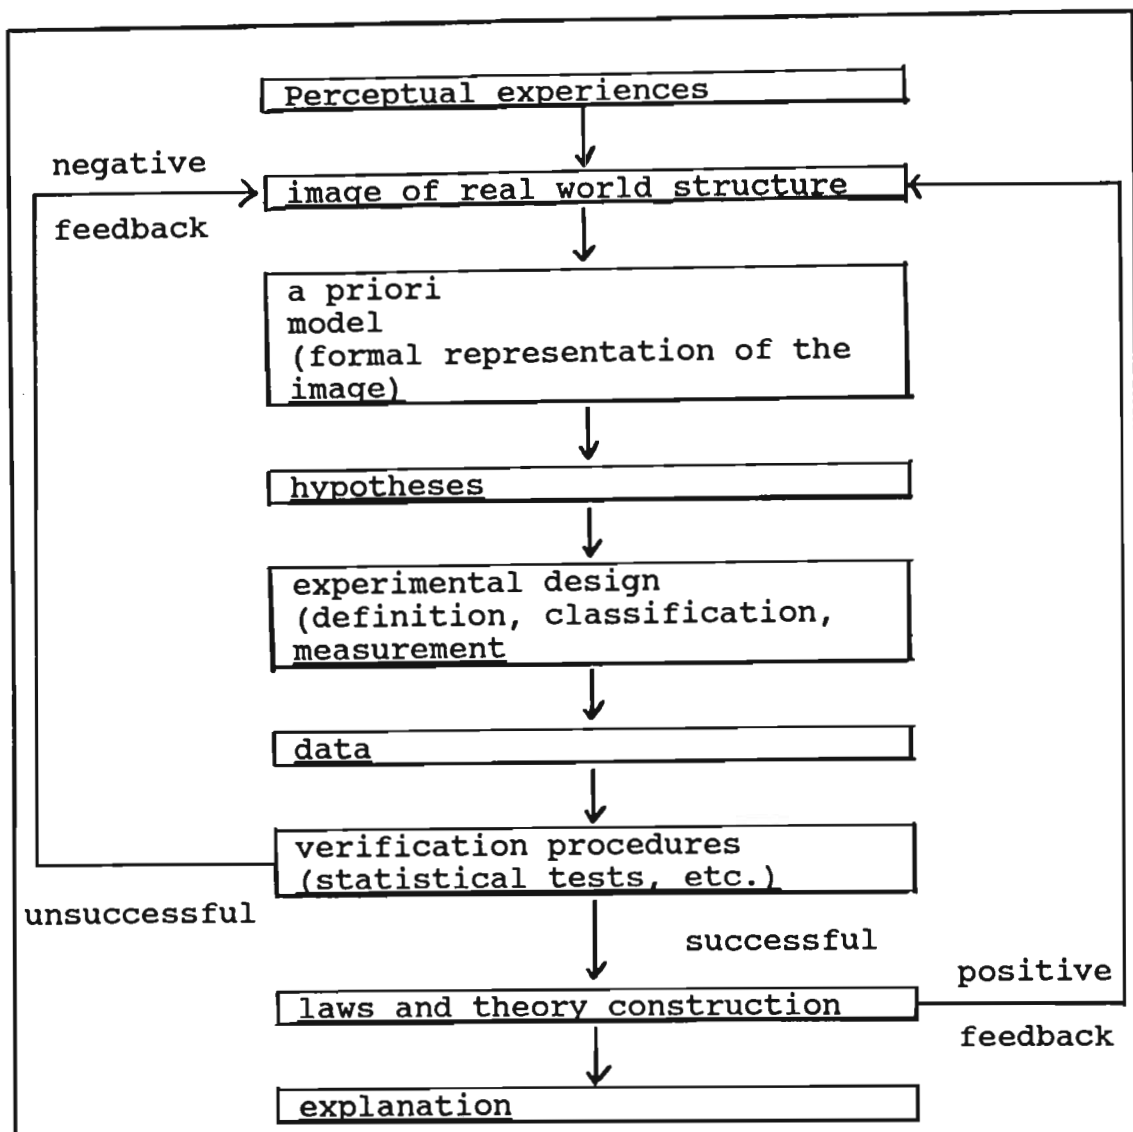 Perceptual experiences
negative
image of real world structure
feedback
a priori
model
(formal representation of the
image)
hypotheses
experimental design
(definition, classification,
measurement
data
verification procedures
(statistical tests, etc.)
unsuccessful
successful
positive
laws and theory construction
feedback
explanation